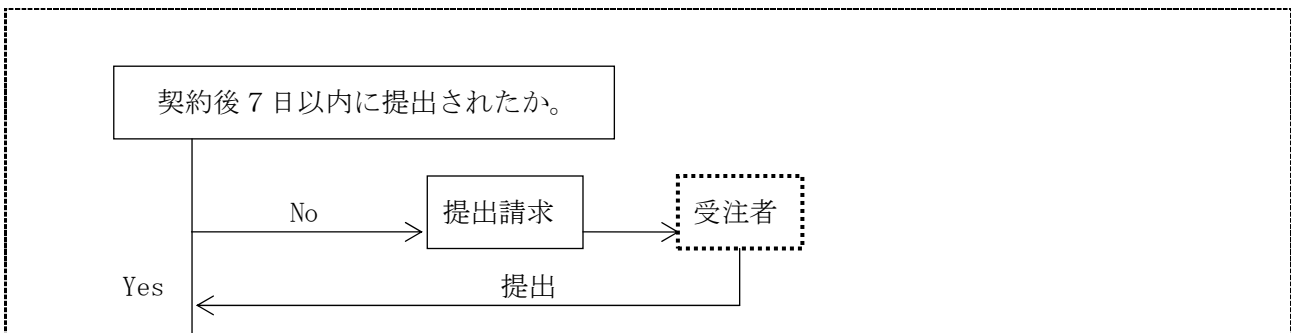 契約後７日以内に提出されたか。
No
提出請求
受注者
Yes
提出